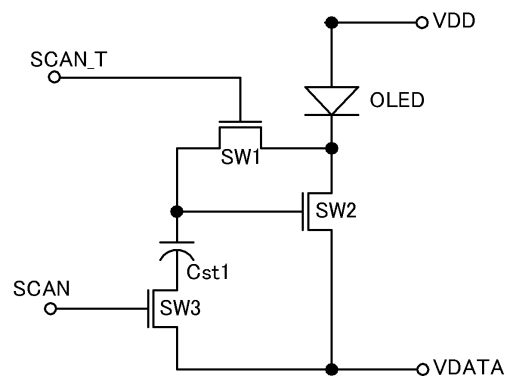 VDD
SCAN_T
OLED
SW1
SW2
Cst1
SCAN
SW3
VDATA